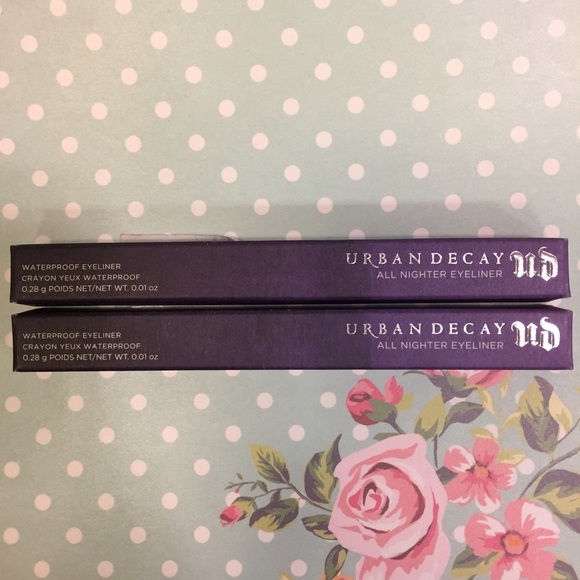 WATERPROOF EYELINER
CRAYON YEUX WATERPROOF
0.28 g POIDS NET/NET WT. 0.01 oz
URBAN DECAY
ALL NIGHTER EYELINER
UD
WATERPROOF EYELINER
CRAYON YEUX WATERPROOF
0.28 g POIDS NET/NET WT. 0.01 oz
URBAN DECAY
ALL NIGHTER EYELINER
UD